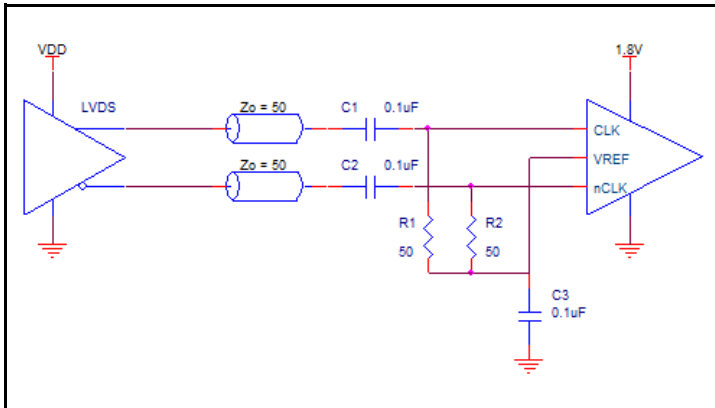 VDD
1.8V
LVDS
Zo = 50
C1
0.1uF
CLK
VREF
Zo = 50
C2
0.1uF
nCLK
R1
50
R2
50
C3
0.1uF